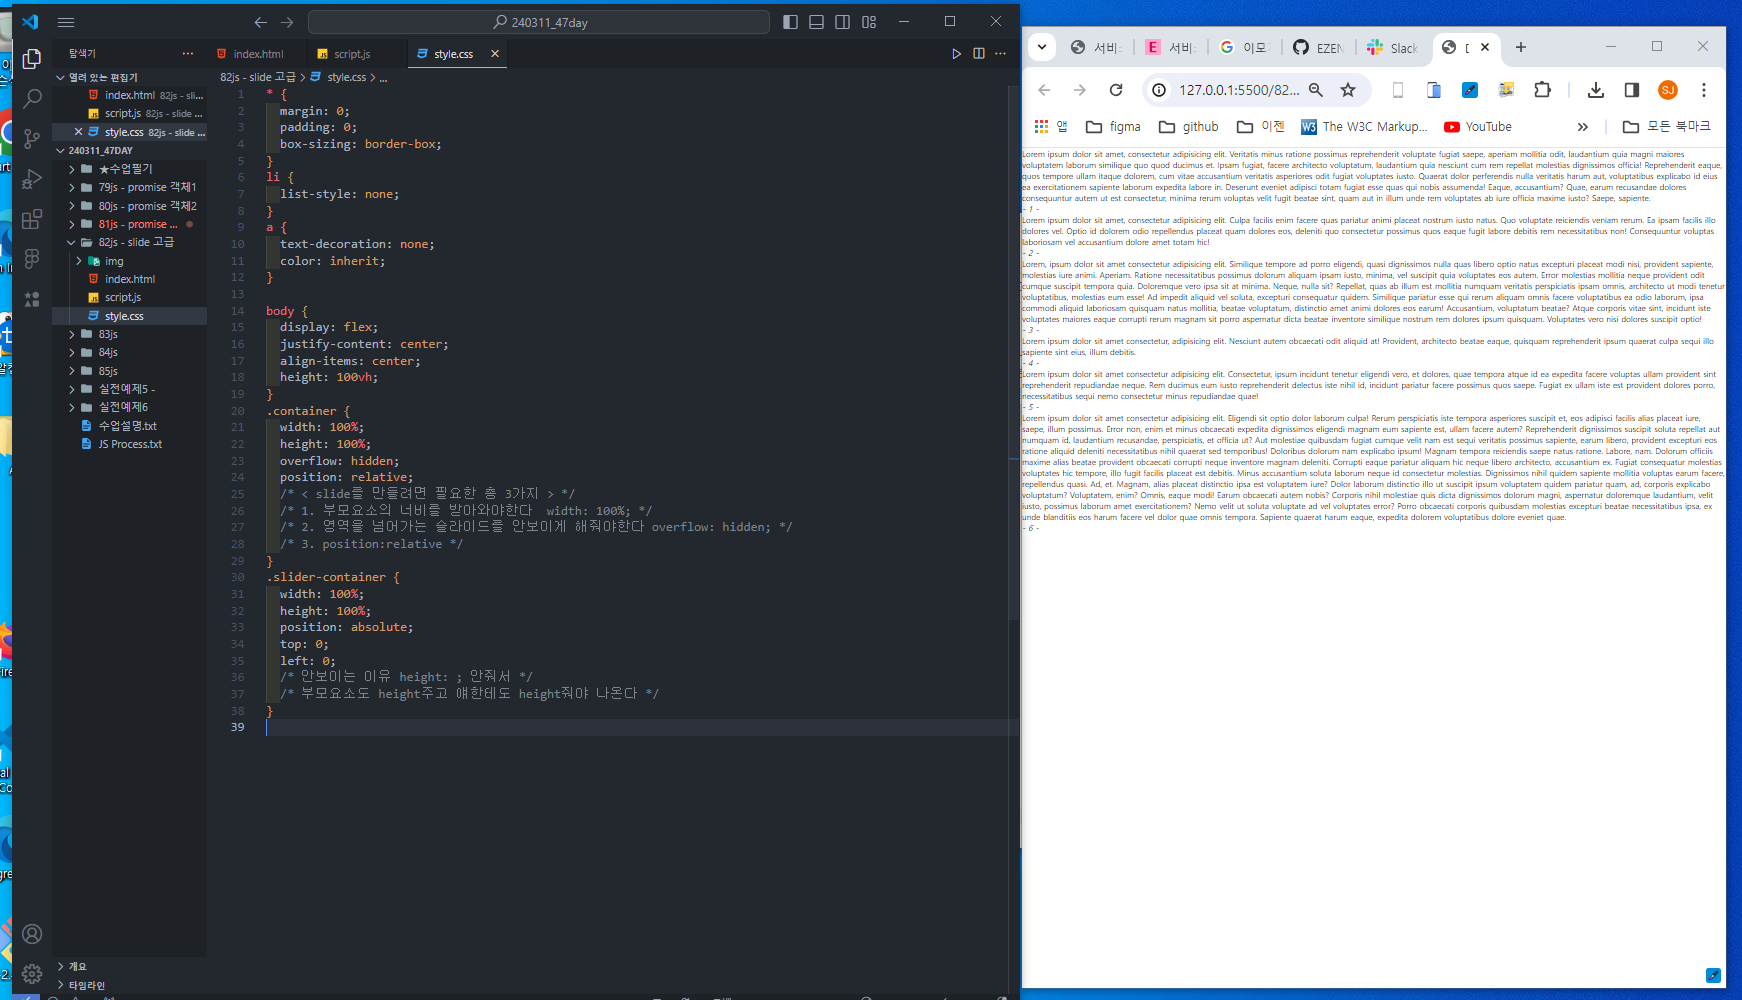 240311_47day
탐색기
index.html
script.js
style.css
열려 있는 편집기
index.html 82js - sli...
script.js 82js - slide ...
style.css 82js - slide ...
240311_47DAY
★수업필기
79js - promise 객체1
80js - promise 객체2
81js - promise ...
82js - slide 고급
img
index.html
script.js
style.css
83js
84js
85js
실전예제5 -
실전예제6
수업설명.txt
JS Process.txt
개요
타임라인
82js - slide 고급 > style.css > ...
1 * {
2 margin: 0;
3 padding: 0;
4 box-sizing: border-box;
5 }
6 li {
7 list-style: none;
8 }
9 a {
10 text-decoration: none;
11 color: inherit;
12 }
13
14 body {
15 display: flex;
16 justify-content: center;
17 align-items: center;
18 height: 100vh;
19 }
20 .container {
21 width: 100%;
22 height: 100%;
23 overflow: hidden;
24 position: relative;
25 /* < slide을 만들려면 필요한 총 3가지 > */
26 /* 1. 부모요소의 너비를 받아와야한다 width: 100%; */
27 /* 2. 영역을 넘어가는 슬라이드을 안보이게 해줘야한다 overflow: hidden; */
28 /* 3. position:relative */
29 }
30 .slider-container {
31 width: 100%;
32 height: 100%;
33 position: absolute;
34 top: 0;
35 left: 0;
36 /* 안보이는 이유 height: ; 안줘서 */
37 /* 부모요소도 height주고 얘한테도 height줘야 나온다 */
38 }
39
서비스
서비
이모
EZEN
Slack
127.0.0.1:5500/82...
SJ
앱
figma
github
이젠
The W3C Markup...
YouTube
모든 북마크
Lorem ipsum dolor sit amet, consectetur adipisicing elit. Veritatis minus ratione possimus reprehenderit voluptate fugiat saepe, aperiam mollitia odit, laudantium quia magni maiores
voluptatem laborum similique quo quod ducimus et. Ipsam fugiat, facere architecto voluptatum, laudantium quia nesciunt cum rem repellat molestias dignissimos officia! Reprehenderit eaque,
quos tempore ullam itaque dolorem, cum vitae accusantium veritatis asperiores odit fugiat voluptates iusto. Quaerat dolor perferendis nulla veritatis harum aut, voluptatibus explicabo id eius
ea exercitationem sapiente laborum expedita labore in. Deserunt eveniet adipisci totam fugiat esse quas qui nobis assumenda! Eaque, accusantium? Quae, earum recusandae dolores
consequuntur autem ut est consectetur, minima rerum voluptas velit fugit beatae sint, quam aut in illum unde rem voluptates ab iure officia maxime iusto? Saepe, sapiente.
- 1 -
Lorem ipsum dolor sit amet, consectetur adipisicing elit. Culpa facilis enim facere quas pariatur animi placeat nostrum iusto natus. Quo voluptate reiciendis veniam rerum. Ea ipsam facilis illo
dolores vel. Optio id dolorem odio repellendus placeat quam dolores eos, deleniti quo consectetur possimus quos eaque fugit labore debitis rem necessitatibus non! Consequuntur voluptas
laboriosam vel accusantium dolore amet totam hic!
- 2 -
Lorem, ipsum dolor sit amet consectetur adipisicing elit. Similique tempore ad porro eligendi, quasi dignissimos nulla quas libero optio natus excepturi placeat modi nisi, provident sapiente,
molestias iure animi. Aperiam. Ratione necessitatibus possimus dolorum aliquam ipsam iusto, minima, vel suscipit quia voluptates eos autem. Error molestias mollitia neque provident odit
cumque suscipit tempora quia. Doloremque vero ipsa sit at minima. Neque, nulla sit? Repellat, quas ab illum est mollitia numquam veritatis perspiciatis ipsam omnis, architecto ut modi tenetur
voluptatibus, molestias eum esse! Ad impedit aliquid vel soluta, excepturi consequatur quidem. Similique pariatur esse qui rerum aliquam omnis facere voluptatibus ea odio laborum, ipsa
commodi aliquid laboriosam quisquam natus mollitia, beatae voluptatum, distinctio amet animi dolores eos earum! Accusantium, voluptatum beatae? Atque corporis vitae sint, incidunt iste
voluptates maiores eaque corrupti rerum magnam sit porro aspernatur dicta beatae inventore similique nostrum rem dolores ipsum quisquam. Voluptates vero nisi dolores suscipit optio!
- 3 -
Lorem ipsum dolor sit amet consectetur, adipisicing elit. Nesciunt autem obcaecati odit aliquid at! Provident, architecto beatae eaque, quisquam reprehenderit ipsum quaerat culpa sequi illo
sapiente sint eius, illum debitis.
- 4 -
Lorem ipsum dolor sit amet consectetur adipisicing elit. Consectetur, ipsum incidunt tenetur eligendi vero, et dolores, quae tempora atque id ea expedita facere voluptas ullam provident sint
reprehenderit repudiandae neque. Rem ducimus eum iusto reprehenderit delectus iste nihil id, incidunt pariatur facere possimus quos saepe. Fugiat ex ullam iste est provident dolores porro,
necessitatibus sequi nemo consectetur minus repudiandae quae!
- 5 -
Lorem ipsum dolor sit amet consectetur adipisicing elit. Eligendi sit optio dolor laborum culpa! Rerum perspiciatis iste tempora asperiores suscipit et, eos adipisci facilis alias placeat iure,
saepe, illum possimus. Error non, enim et minus obcaecati expedita dignissimos eligendi magnam eum sapiente est, ullam facere autem? Reprehenderit dignissimos suscipit soluta repellat aut
numquam id, laudantium recusandae, perspiciatis, et officia ut? Aut molestiae quibusdam fugiat cumque velit nam est sequi veritatis possimus sapiente, earum libero, provident excepturi eos
ratione aliquid deleniti necessitatibus nihil quaerat sed temporibus! Doloribus dolorum nam explicabo ipsum! Magnam tempora reiciendis saepe natus ratione. Labore, nam. Dolorum officiis
maxime alias beatae provident obcaecati corrupti neque inventore magnam deleniti. Corrupti eaque pariatur aliquam hic neque libero architecto, accusantium ex. Fugiat consequatur molestias
voluptates hic tempore, illo fugit facilis placeat est debitis. Minus accusantium soluta laborum neque id consectetur molestias. Dignissimos nihil quidem sapiente mollitia voluptas earum facere,
repellendus quasi. Ad, et. Magnam, alias placeat distinctio ipsa est voluptatem iure? Dolor laborum distinctio illo ut suscipit ipsum voluptatem quidem pariatur quam, ad, corporis explicabo
voluptatum? Voluptatem, enim? Omnis, eaque modi! Earum obcaecati autem nobis? Corporis nihil molestiae quis dicta dignissimos dolorum magni, aspernatur doloremque laudantium, velit
iusto, possimus laborum amet exercitationem? Nemo velit ut soluta voluptate ad vel voluptates error? Porro obcaecati corporis quibusdam molestias excepturi beatae necessitatibus ipsa, ex
unde blanditiis eos harum facere vel dolor quae omnis tempora. Sapiente quaerat harum eaque, expedita dolorem voluptatibus dolore eveniet quae.
- 6 -